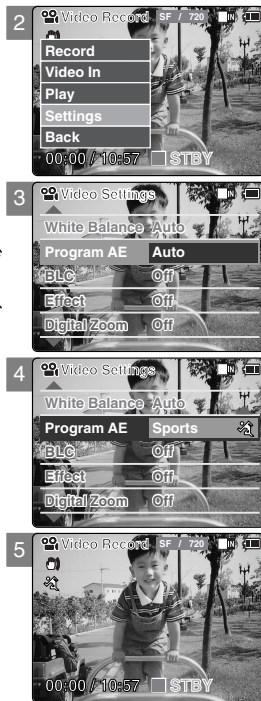 2
Video Record SF / 720 IN
Record
Video In
Play
Settings
Back
00:00 / 10:57 STBY
3
Video Settings IN
White Balance Auto
Program AE Auto
BLC Off
Effect Off
Digital Zoom Off
4
Video Settings IN
White Balance Auto
Program AE Sports
BLC Off
Effect Off
Digital Zoom Off
5
Video Record SF / 720 IN
00:00 / 10:57 STBY